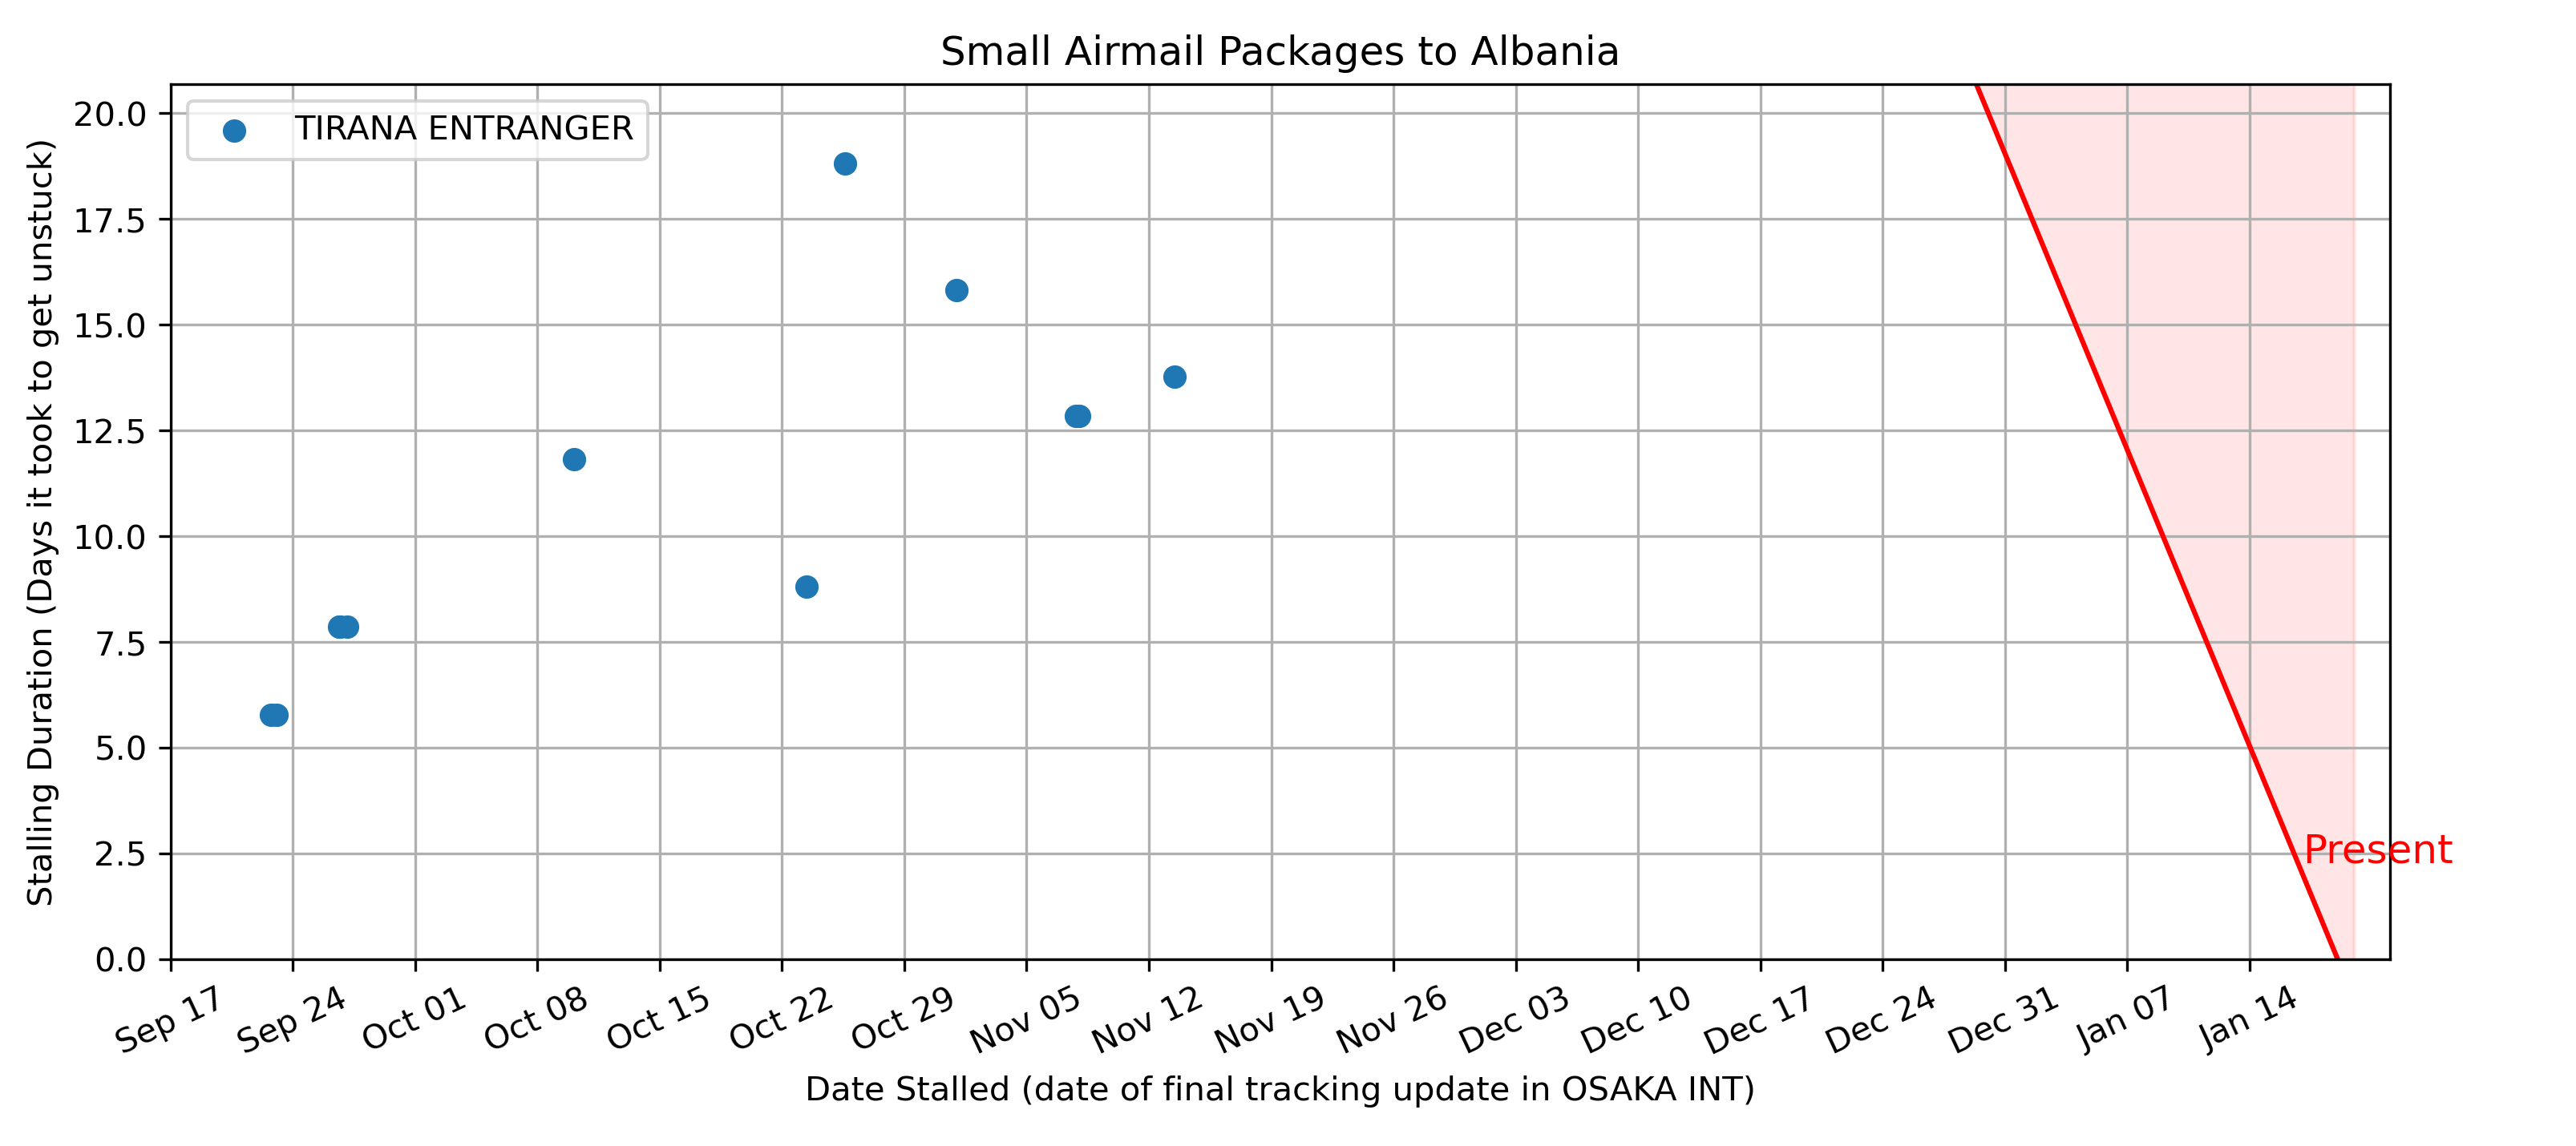 Small Airmail Packages to Albania
TIRANA ENTRANGER
Stalling Duration (Days it took to get unstuck)
20.0
17.5
15.0
12.5
10.0
7.5
5.0
2.5
0.0
Present
Sep 17
Sep 24
Oct 01
Oct 08
Oct 15
Oct 22
Oct 29
Nov 05
Nov 12
Nov 19
Nov 26
Dec 03
Dec 10
Dec 17
Dec 24
Dec 31
Jan 07
Jan 14
Date Stalled (date of final tracking update in OSAKA INT)